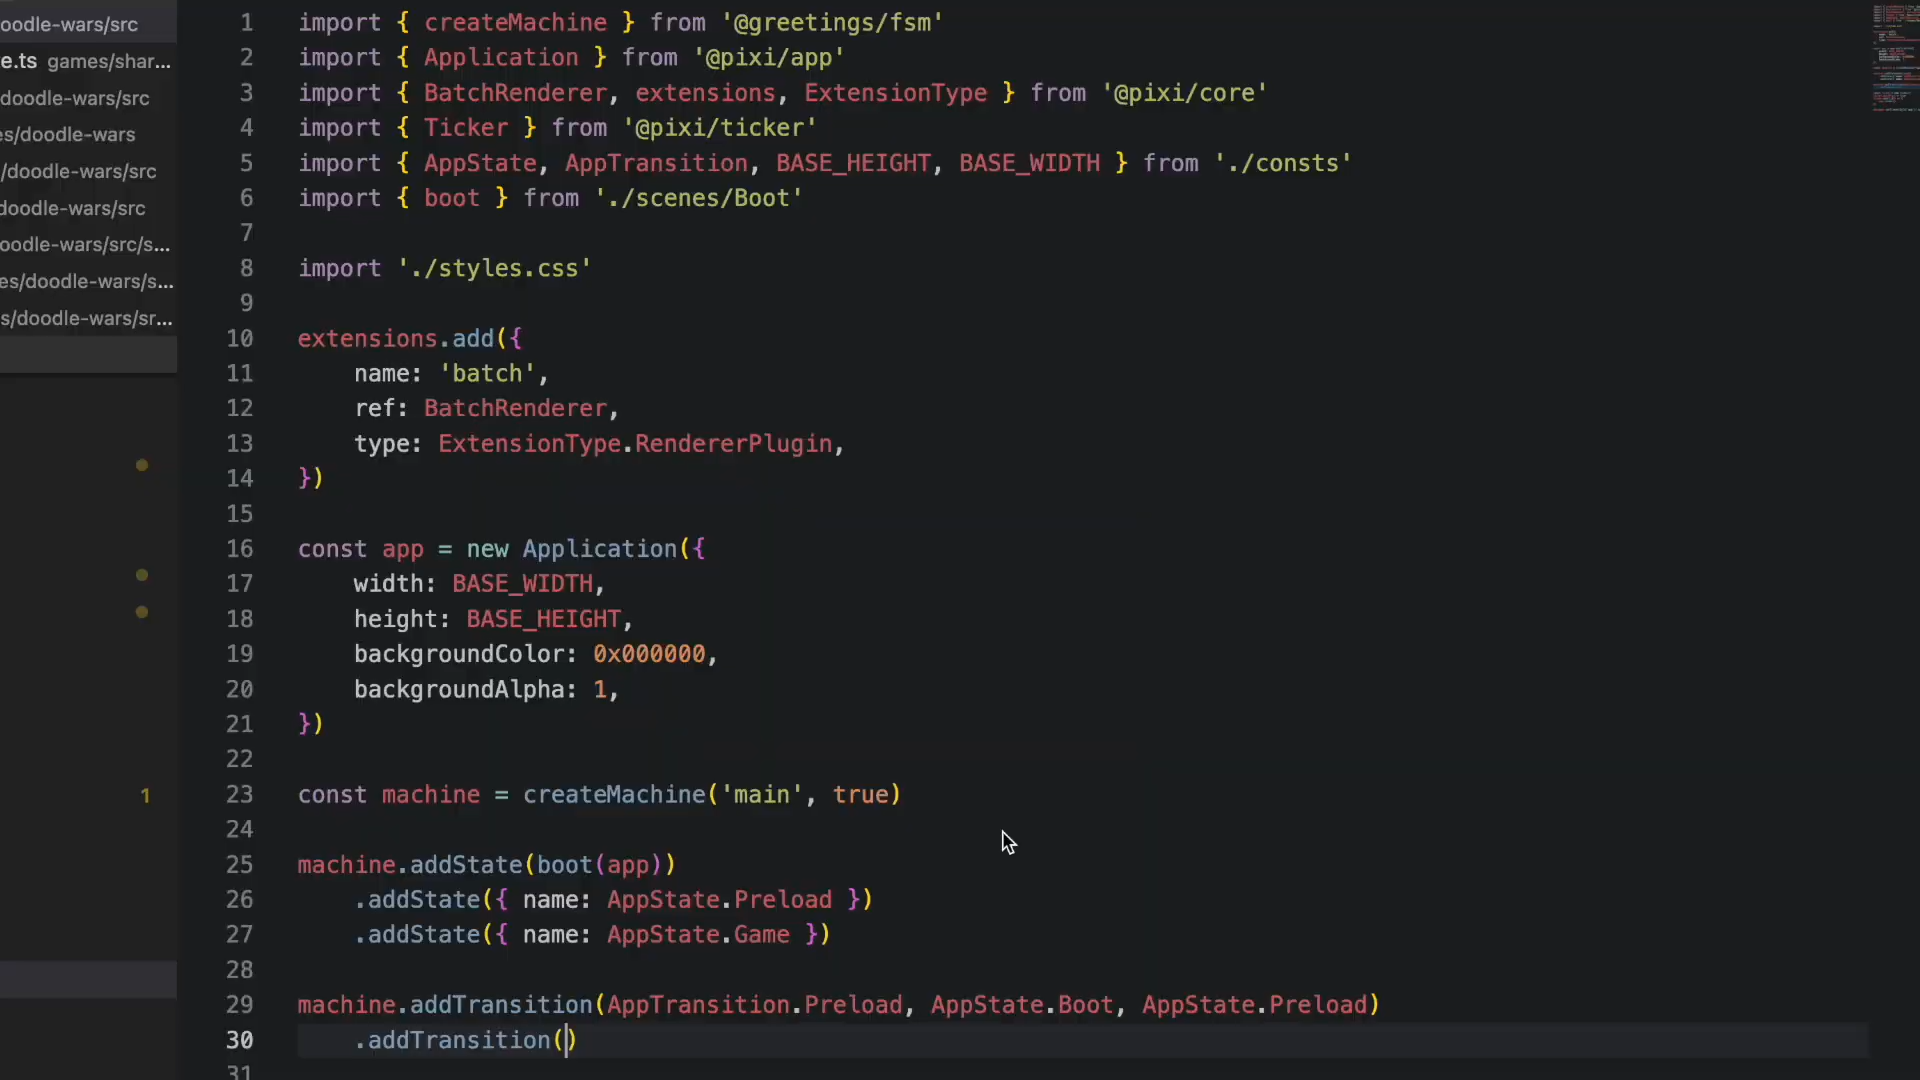 oodle-wars/src
e.ts games/shar...
doodle-wars/src
es/doodle-wars
/doodle-wars/src
doodle-wars/src
oodle-wars/src/s...
es/doodle-wars/s...
s/doodle-wars/sr...
1
1 import { createMachine } from '@greetings/fsm'
2 import { Application } from '@pixi/app'
3 import { BatchRenderer, extensions, ExtensionType } from '@pixi/core'
4 import { Ticker } from '@pixi/ticker'
5 import { AppState, AppTransition, BASE_HEIGHT, BASE_WIDTH } from './consts'
6 import { boot } from './scenes/Boot'
7
8 import './styles.css'
9
10 extensions.add({
11 name: 'batch',
12 ref: BatchRenderer,
13 type: ExtensionType.RendererPlugin,
14 })
15
16 const app = new Application({
17 width: BASE_WIDTH,
18 height: BASE_HEIGHT,
19 backgroundColor: 0x000000,
20 backgroundAlpha: 1,
21 })
22
23 const machine = createMachine('main', true)
24
25 machine.addState(boot(app))
26 .addState({ name: AppState.Preload })
27 .addState({ name: AppState.Game })
28
29 machine.addTransition(AppTransition.Preload, AppState.Boot, AppState.Preload)
30 .addTransition()
31